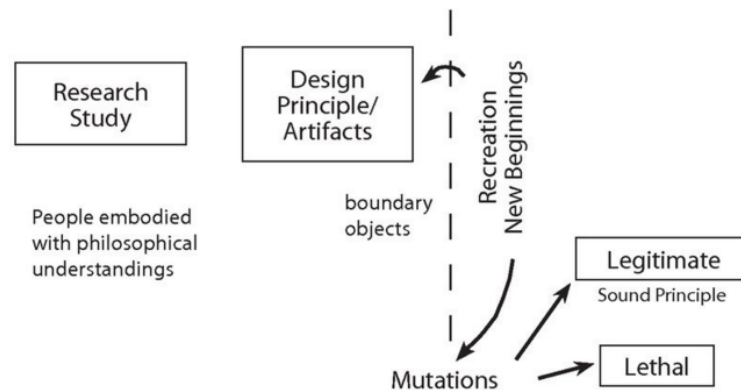 Research
Study
Design
Principle/
Artifacts
People embodied
with philosophical
understandings
boundary
objects
Recreation
New Beginnings
Legitimate
Sound Principle
Lethal
Mutations